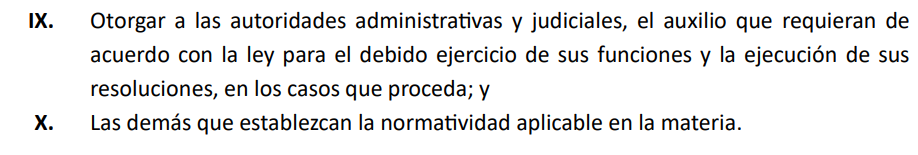 IX. Otorgar a las autoridades administrativas y judiciales, el auxilio que requieran de
acuerdo con la ley para el debido ejercicio de sus funciones y la ejecución de sus
resoluciones, en los casos que proceda; y
X. Las demás que establezcan la normatividad aplicable en la materia.